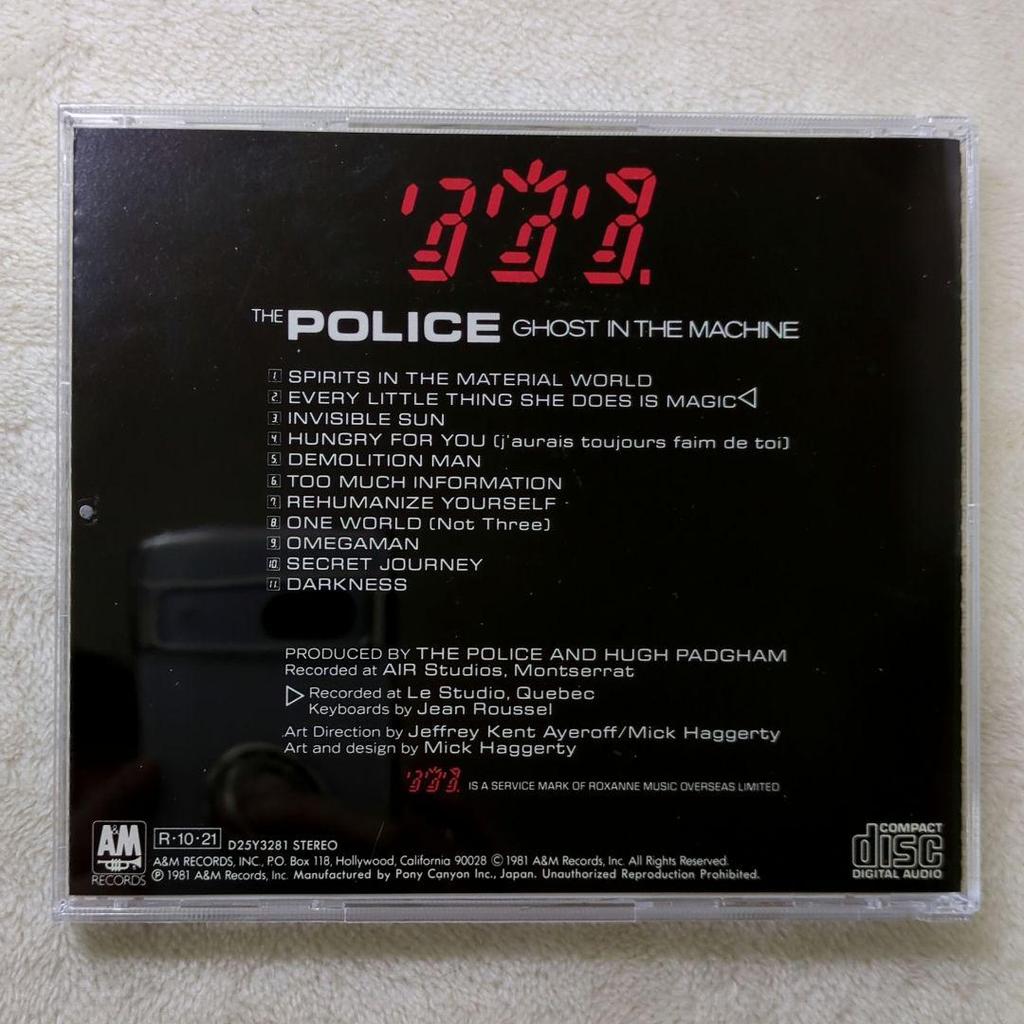 THE POLICE GHOST IN THE MACHINE
1 SPIRITS IN THE MATERIAL WORLD
2 EVERY LITTLE THING SHE DOES IS MAGIC◁
3 INVISIBLE SUN
4 HUNGRY FOR YOU (j'aurais toujours faim de toi)
5 DEMOLITION MAN
6 TOO MUCH INFORMATION
7 REHUMANIZE YOURSELF
8 ONE WORLD (Not Three)
9 OMEGAMAN
10 SECRET JOURNEY
11 DARKNESS
PRODUCED BY THE POLICE AND HUGH PADGHAM
Recorded at AIR Studios, Montserrat
▷ Recorded at Le Studio, Quebec
Keyboards by Jean Roussel
Art Direction by Jeffrey Kent Ayeroff/Mick Haggerty
Art and design by Mick Haggerty
IS A SERVICE MARK OF ROXANNE MUSIC OVERSEAS LIMITED
A&M RECORDS
R·10·21 D25Y3281 STEREO
A&M RECORDS, INC., P.O. Box 118, Hollywood, California 90028 © 1981 A&M Records, Inc. All Rights Reserved.
℗ 1981 A&M Records, Inc. Manufactured by Pony Canyon Inc., Japan. Unauthorized Reproduction Prohibited.
COMPACT
disc
DIGITAL AUDIO